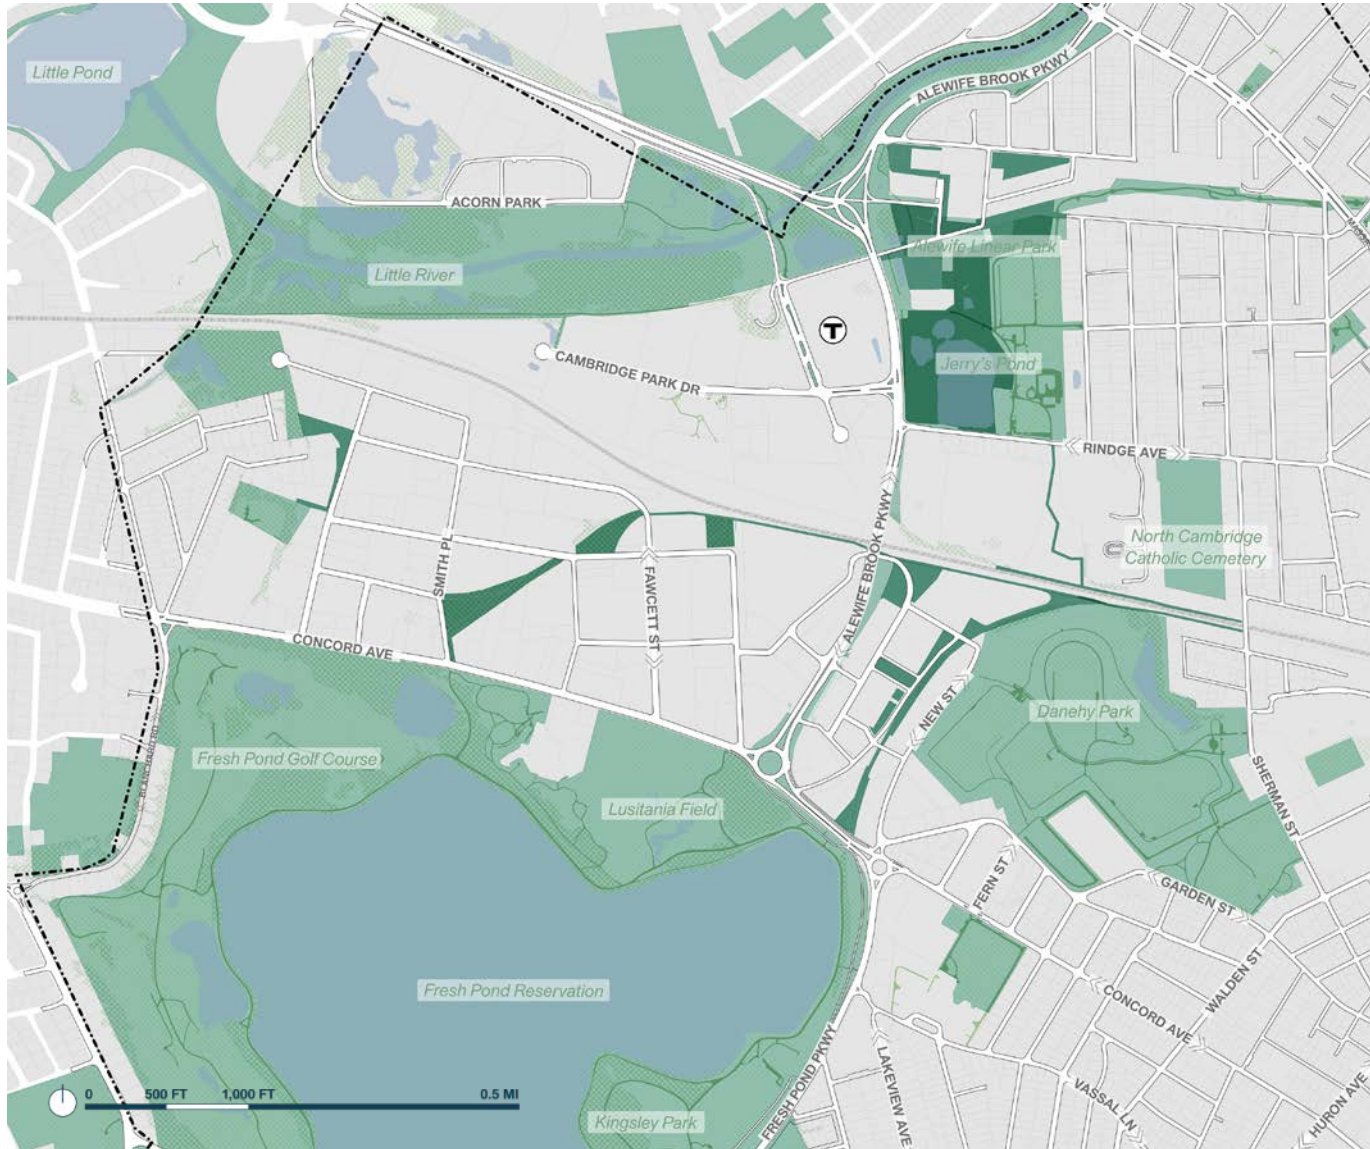 Little Pond
ALEWIFE BROOK PKWY
ACORN PARK
MASS
Alewife Linear Park
Little River
T
CAMBRIDGE PARK DR
Jerry's Pond
RINDGE AVE
North Cambridge
Catholic Cemetery
SMITH PL
FAWCETT ST
ALEWIFE BROOK PKWY
CONCORD AVE
NEW ST
Danehy Park
BLANCHARD RD
Fresh Pond Golf Course
Lusitania Field
SHERMAN ST
FERN ST
GARDEN ST
WALDEN ST
Fresh Pond Reservation
CONCORD AVE
FRESH POND PKWY
LAKEVIEW AVE
VASSAL LN
HURON AVE
Kingsley Park
0 500 FT 1,000 FT 0.5 MI